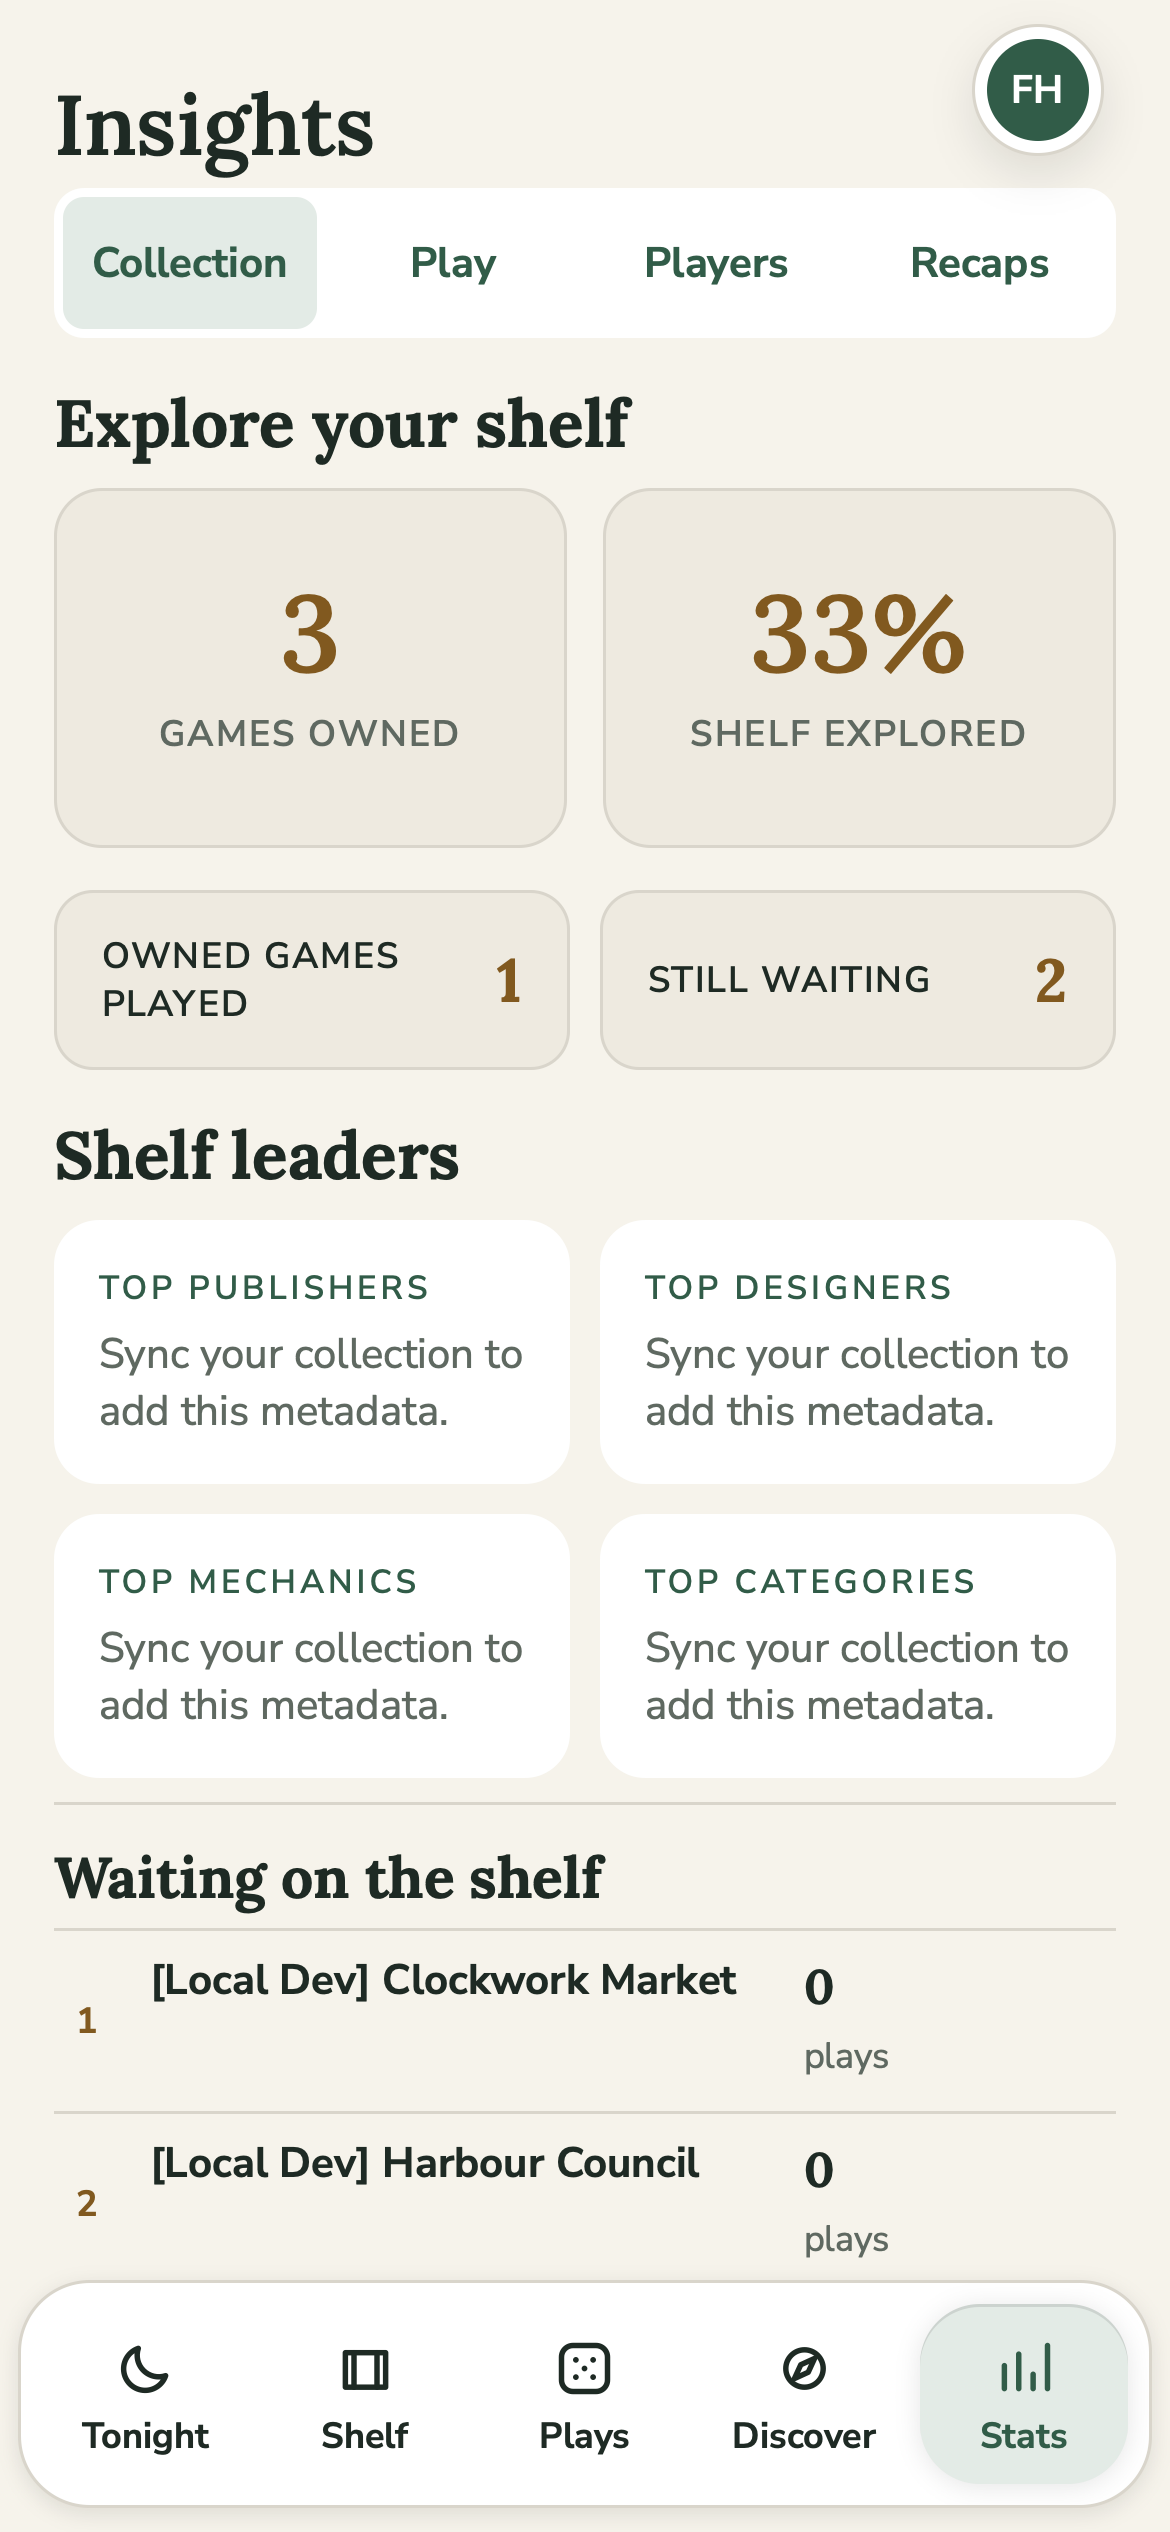 FH
Insights
Collection Play Players Recaps
Explore your shelf
3
GAMES OWNED
33%
SHELF EXPLORED
OWNED GAMES
PLAYED
1
STILL WAITING
2
Shelf leaders
TOP PUBLISHERS
Sync your collection to
add this metadata.
TOP DESIGNERS
Sync your collection to
add this metadata.
TOP MECHANICS
Sync your collection to
add this metadata.
TOP CATEGORIES
Sync your collection to
add this metadata.
Waiting on the shelf
1
[Local Dev] Clockwork Market
0
plays
2
[Local Dev] Harbour Council
0
plays
Tonight Shelf Plays Discover Stats